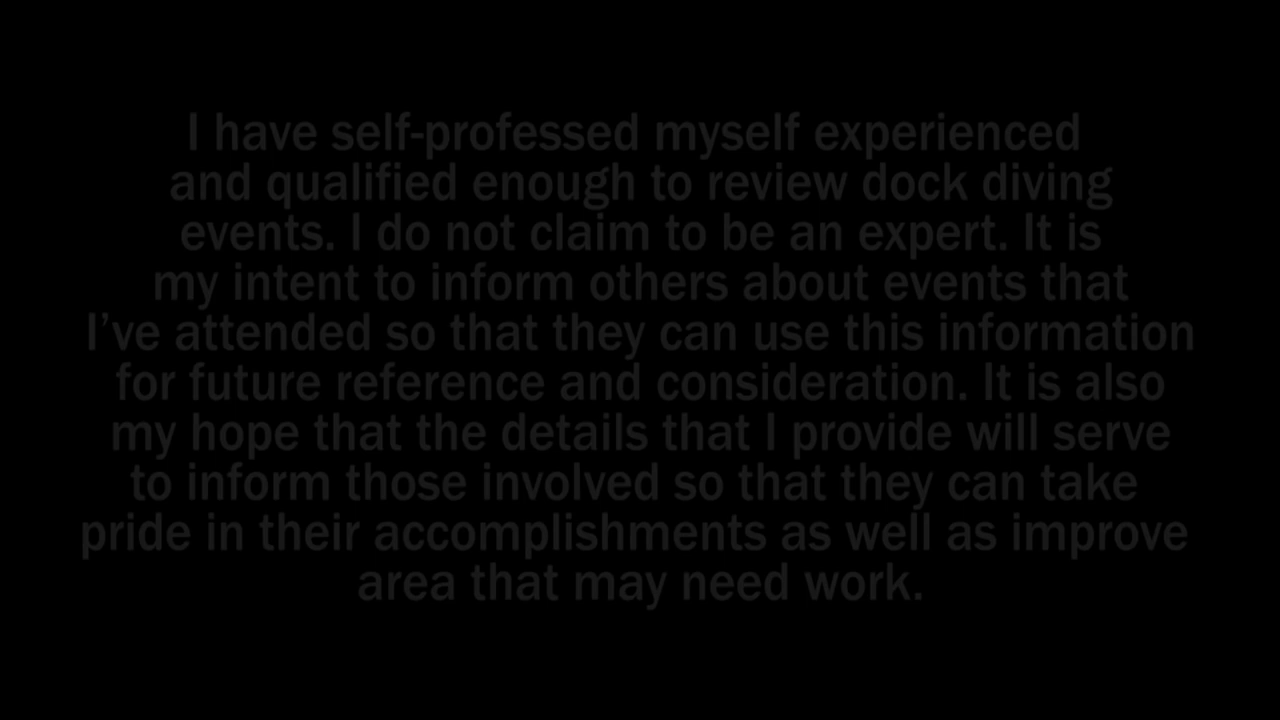 I have self-professed myself experienced
and qualified enough to review dock diving
events. I do not claim to be an expert. It is
my intent to inform others about events that
I’ve attended so that they can use this information
for future reference and consideration. It is also
my hope that the details that I provide will serve
to inform those involved so that they can take
pride in their accomplishments as well as improve
area that may need work.